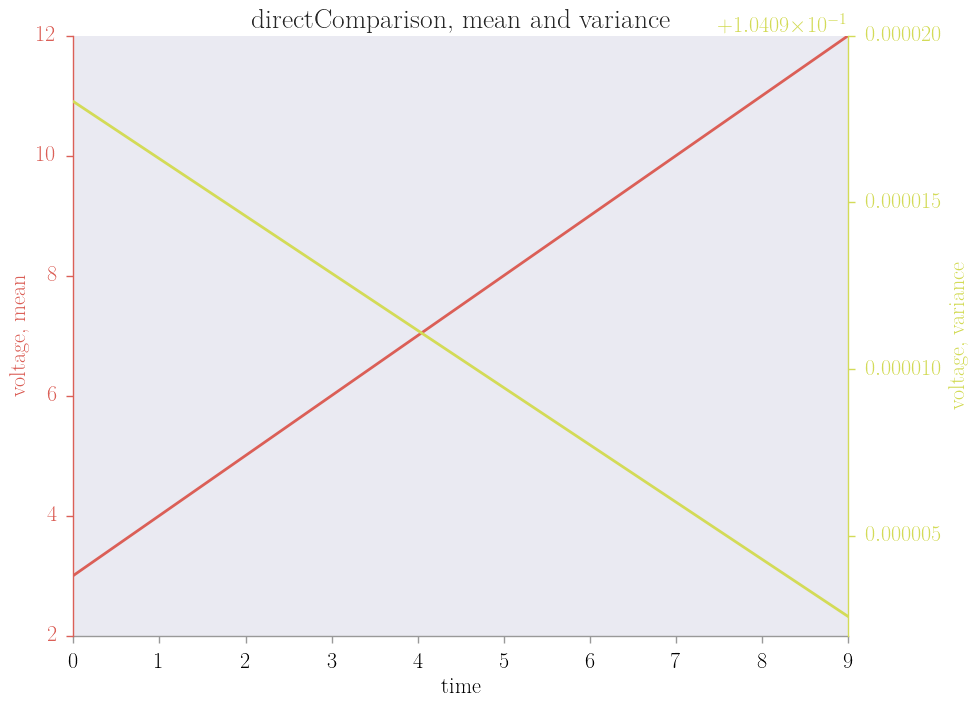 directComparison, mean and variance
+1.0409×10⁻¹
12
10
8
6
4
2
voltage, mean
0.000020
0.000015
0.000010
0.000005
voltage, variance
0 1 2 3 4 5 6 7 8 9
time